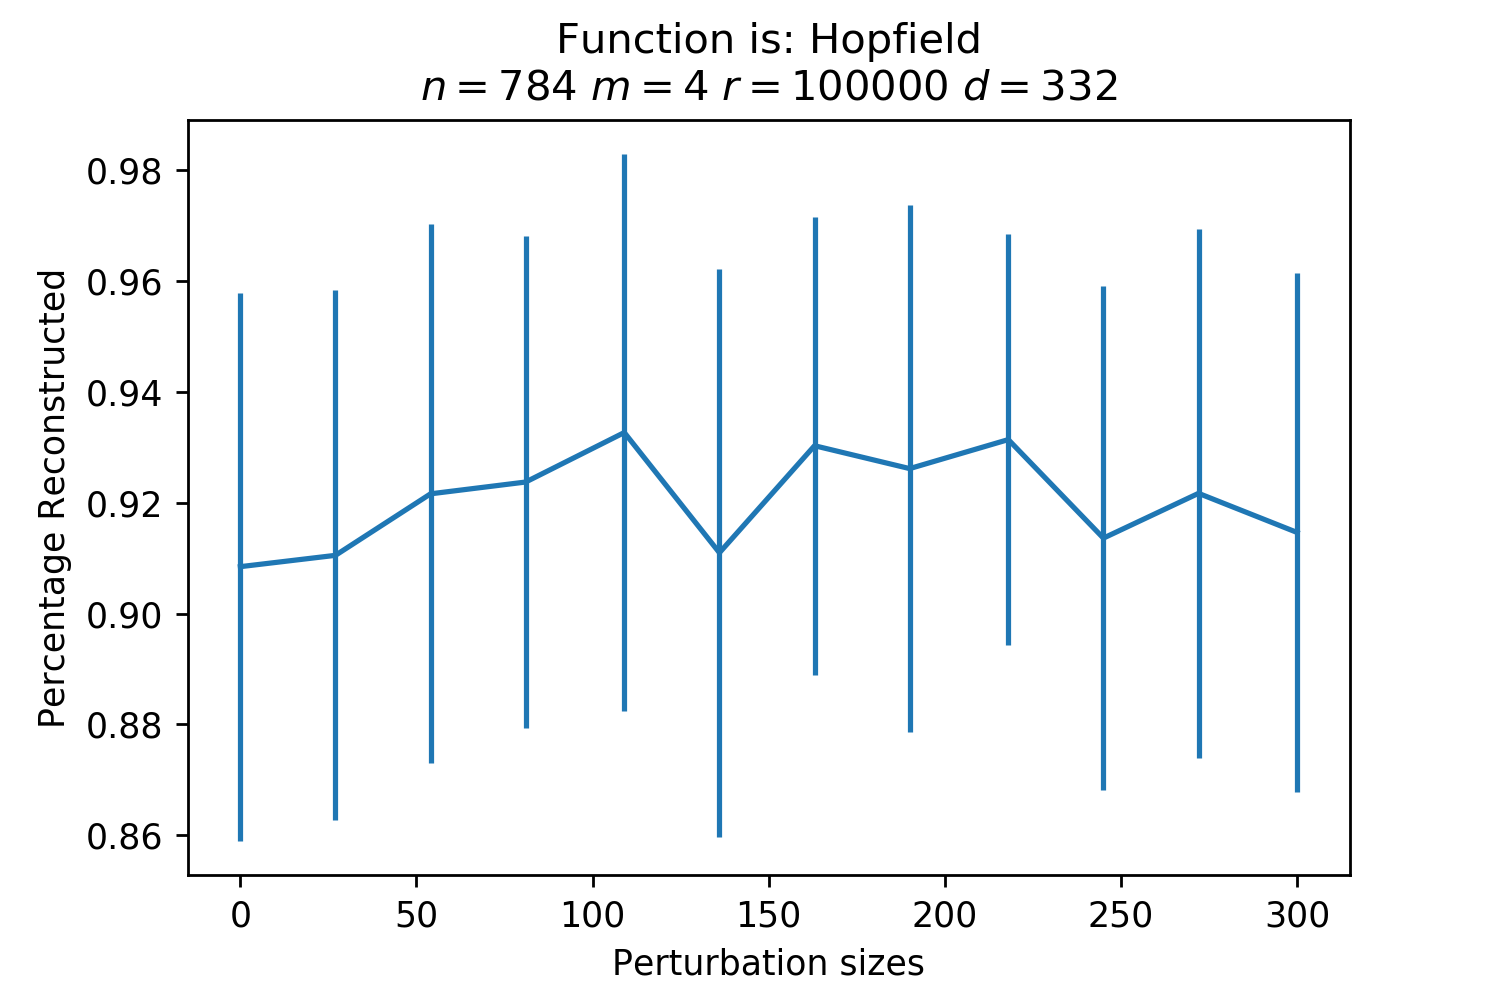 Function is: Hopfield
n = 784 m = 4 r = 100000 d = 332
0.98
0.96
0.94
0.92
0.90
0.88
0.86
Percentage Reconstructed
0 50 100 150 200 250 300
Perturbation sizes